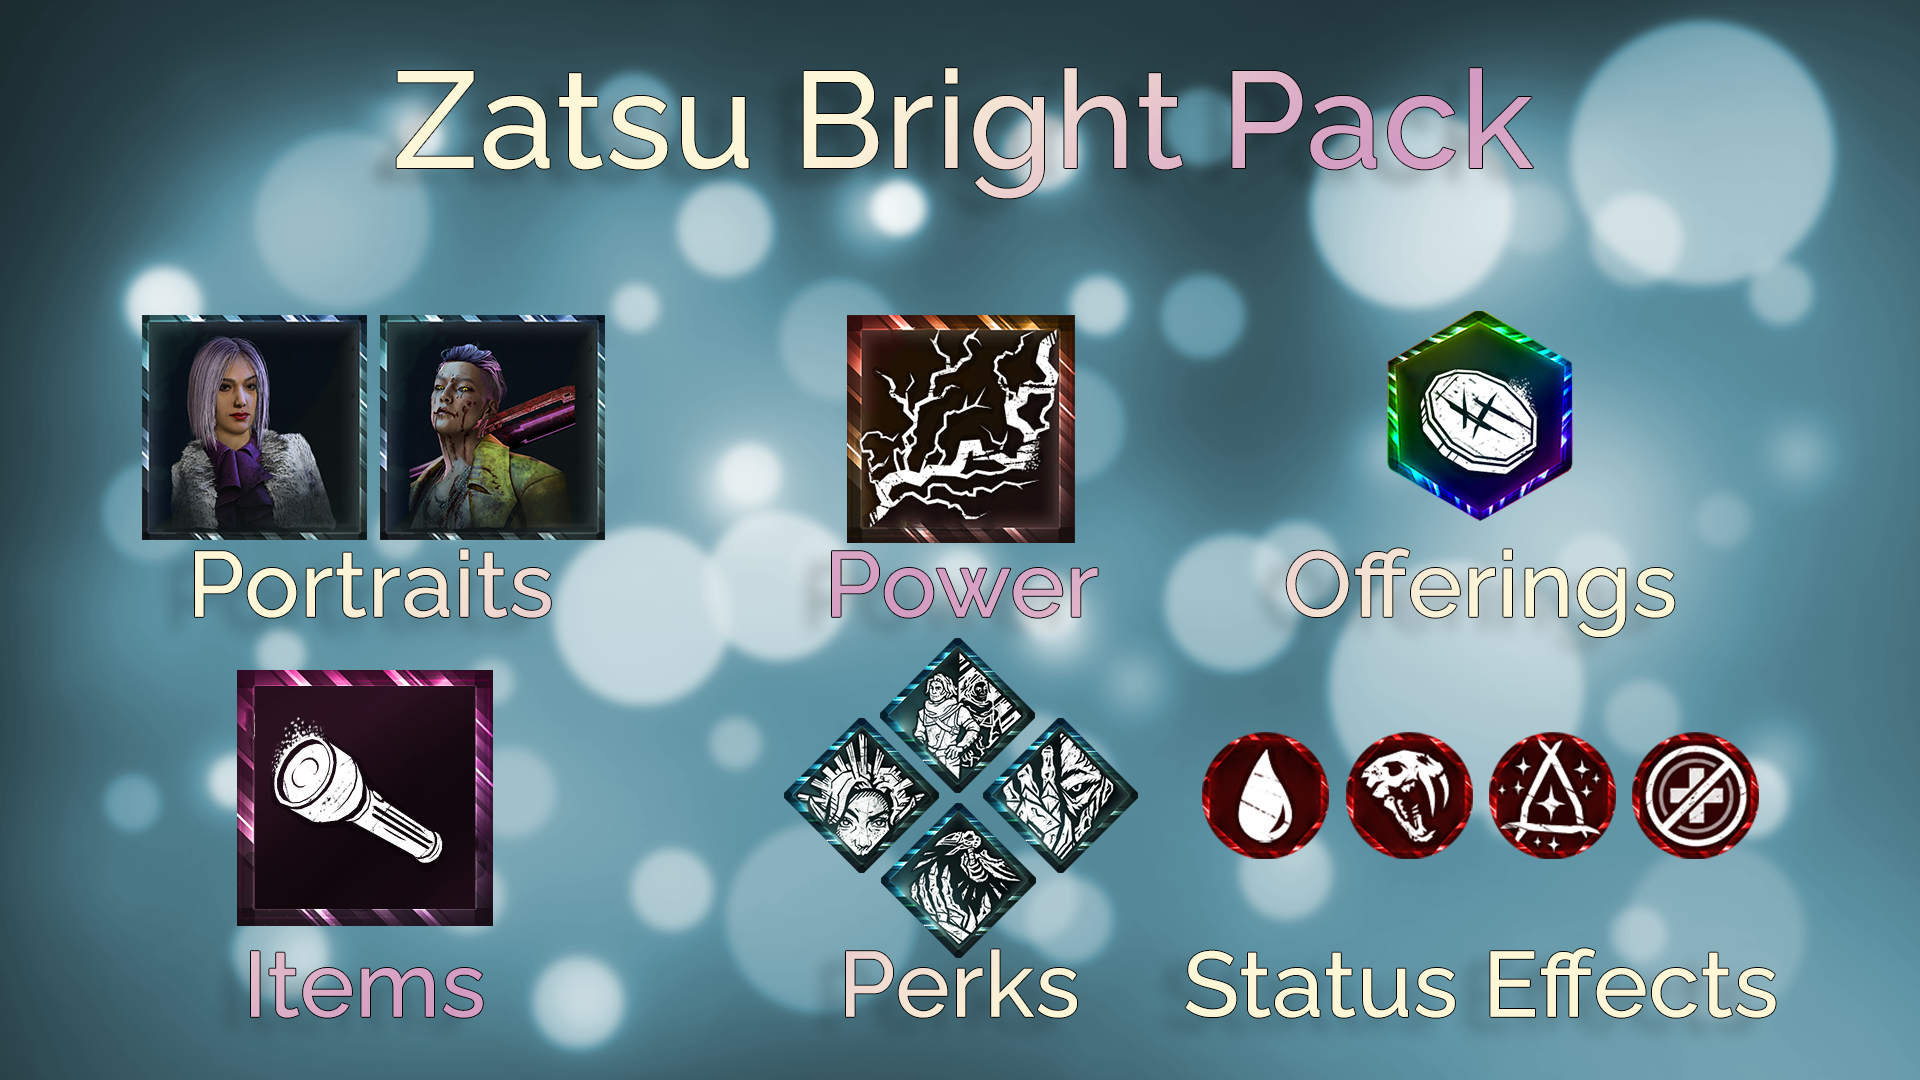 Zatsu Bright Pack
Portraits
Power
Offerings
Items
Perks
Status Effects